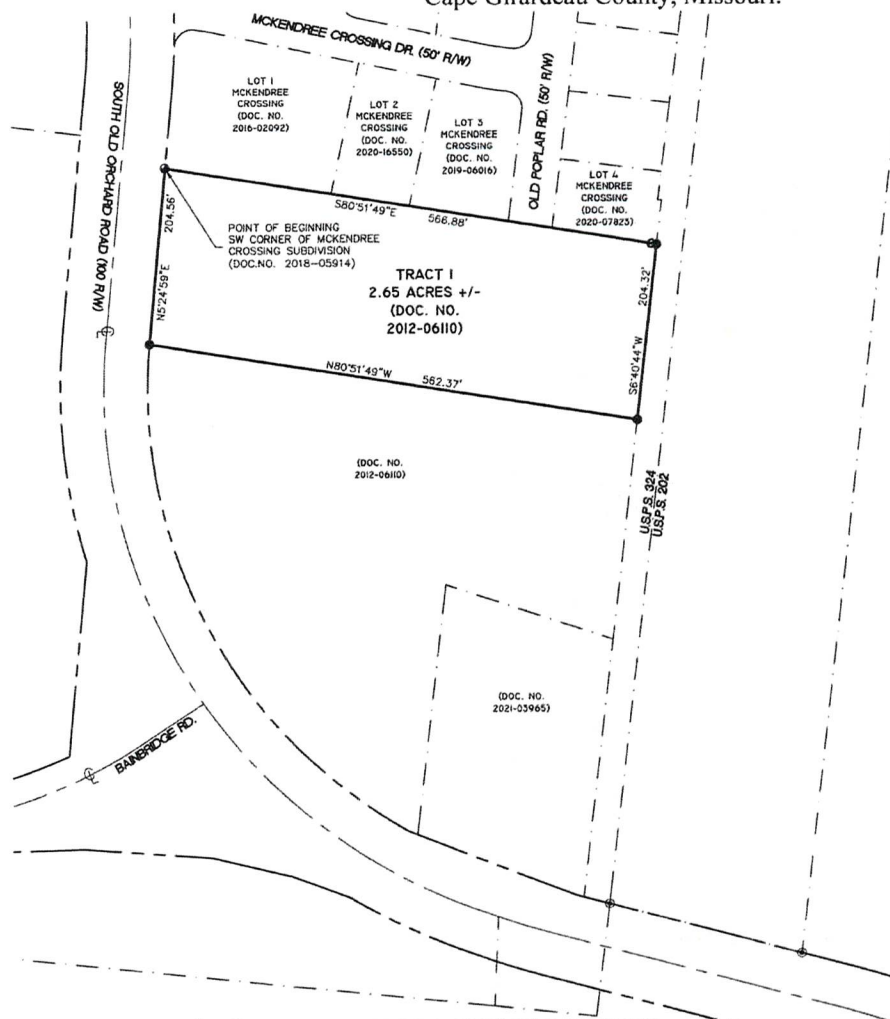 Cape Girardeau County, Missouri.
MCKENDREE CROSSING DR. (50' R/W)
SOUTH OLD ORCHARD ROAD (100 R/W)
LOT 1
MCKENDREE
CROSSING
(DOC. NO.
2016-02092)
LOT 2
MCKENDREE
CROSSING
(DOC. NO.
2020-16550)
LOT 3
MCKENDREE
CROSSING
(DOC. NO.
2019-06016)
OLD POPLAR RD. (50' R/W)
LOT 4
MCKENDREE
CROSSING
(DOC. NO.
2020-07823)
S80°51'49"E 566.88'
204.56'
N5°24'59"E
POINT OF BEGINNING
SW CORNER OF MCKENDREE
CROSSING SUBDIVISION
(DOC.NO. 2018-05914)
TRACT 1
2.65 ACRES +/-
(DOC. NO.
2012-06110)
204.32'
S6°40'44"W
N80°51'49"W 562.37'
(DOC. NO.
2012-06110)
U.S.P.S. 324
U.S.P.S. 202
(DOC. NO.
2021-03965)
BAINBRIDGE RD.